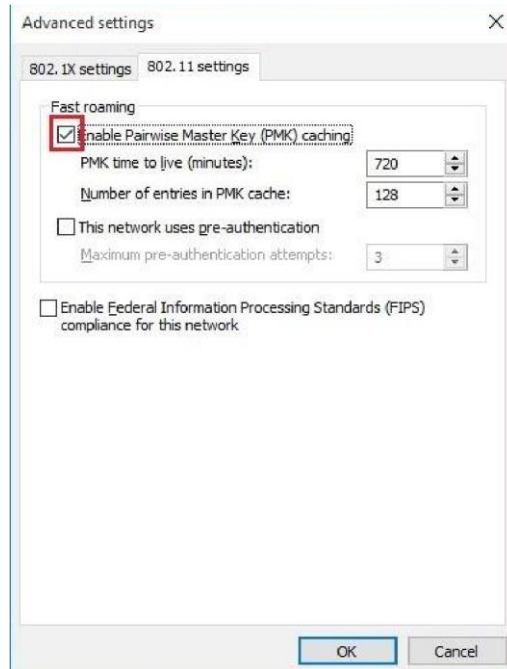 Advanced settings
802.1X settings 802.11 settings
Fast roaming
Enable Pairwise Master Key (PMK) caching
PMK time to live (minutes): 720
Number of entries in PMK cache: 128
This network uses pre-authentication
Maximum pre-authentication attempts: 3
Enable Federal Information Processing Standards (FIPS)
compliance for this network
OK Cancel